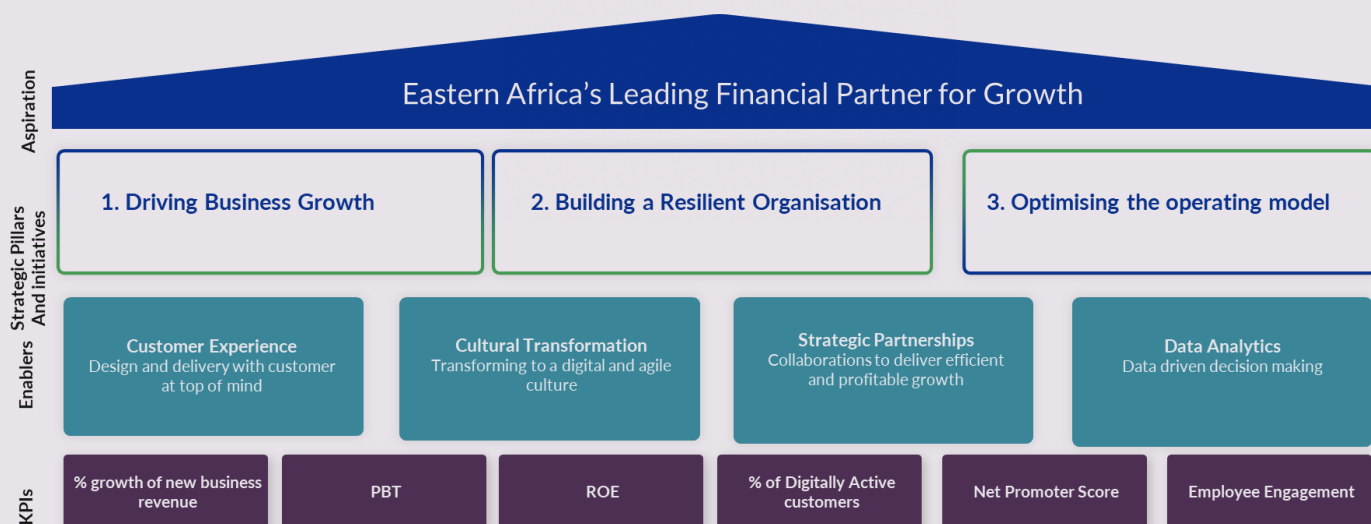 Aspiration
Eastern Africa's Leading Financial Partner for Growth
Strategic Pillars
And initiatives
1. Driving Business Growth
2. Building a Resilient Organisation
3. Optimising the operating model
Enablers
Customer Experience
Design and delivery with customer
at top of mind
Cultural Transformation
Transforming to a digital and agile
culture
Strategic Partnerships
Collaborations to deliver efficient
and profitable growth
Data Analytics
Data driven decision making
KPIs
% growth of new business
revenue
PBT
ROE
% of Digitally Active
customers
Net Promoter Score
Employee Engagement